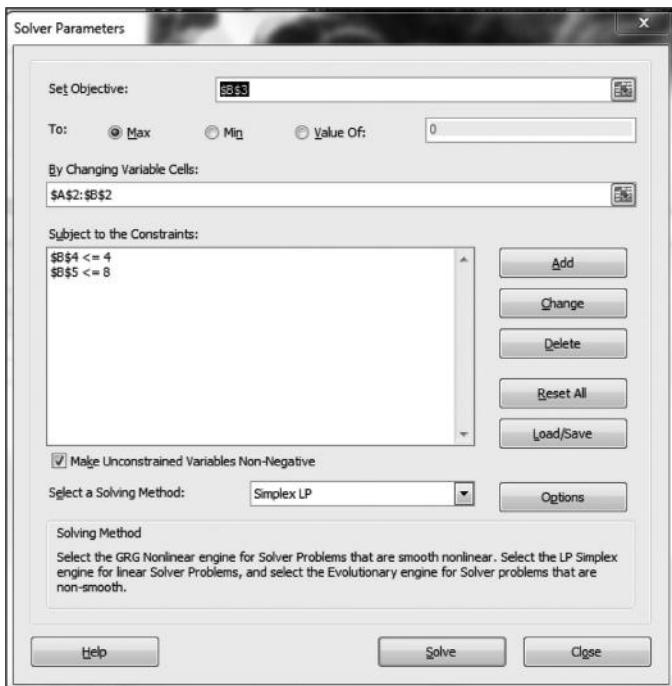 Solver Parameters
x
Set Objective:
$B$3
To:
Max
Min
Value Of:
0
By Changing Variable Cells:
$A$2:$B$2
Subject to the Constraints:
$B$4 <= 4
$B$5 <= 8
Add
Change
Delete
Reset All
Load/Save
Make Unconstrained Variables Non-Negative
Select a Solving Method:
Simplex LP
Options
Solving Method
Select the GRG Nonlinear engine for Solver Problems that are smooth nonlinear. Select the LP Simplex
engine for linear Solver Problems, and select the Evolutionary engine for Solver problems that are
non-smooth.
Help
Solve
Close